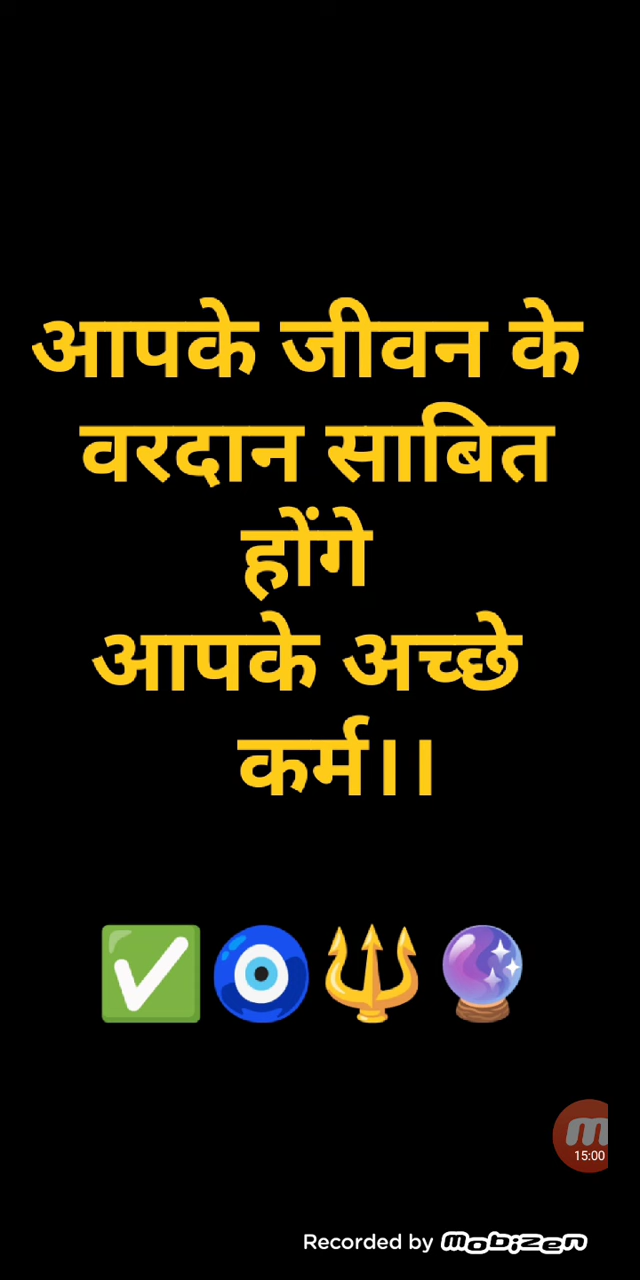 आपके जीवन के
वरदान साबित
होंगे
आपके अच्छे
कर्म।।
15:00
Recorded by mobizen